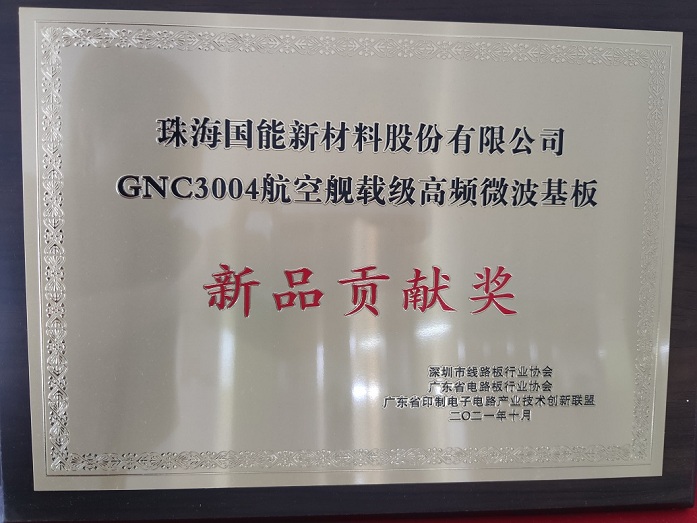 珠海国能新材料股份有限公司
GNC3004航空舰载级高频微波基板
新品贡献奖
深圳市线路板行业协会
广东省电路板行业协会
广东省印制电子电路产业技术创新联盟
二〇二一年十月